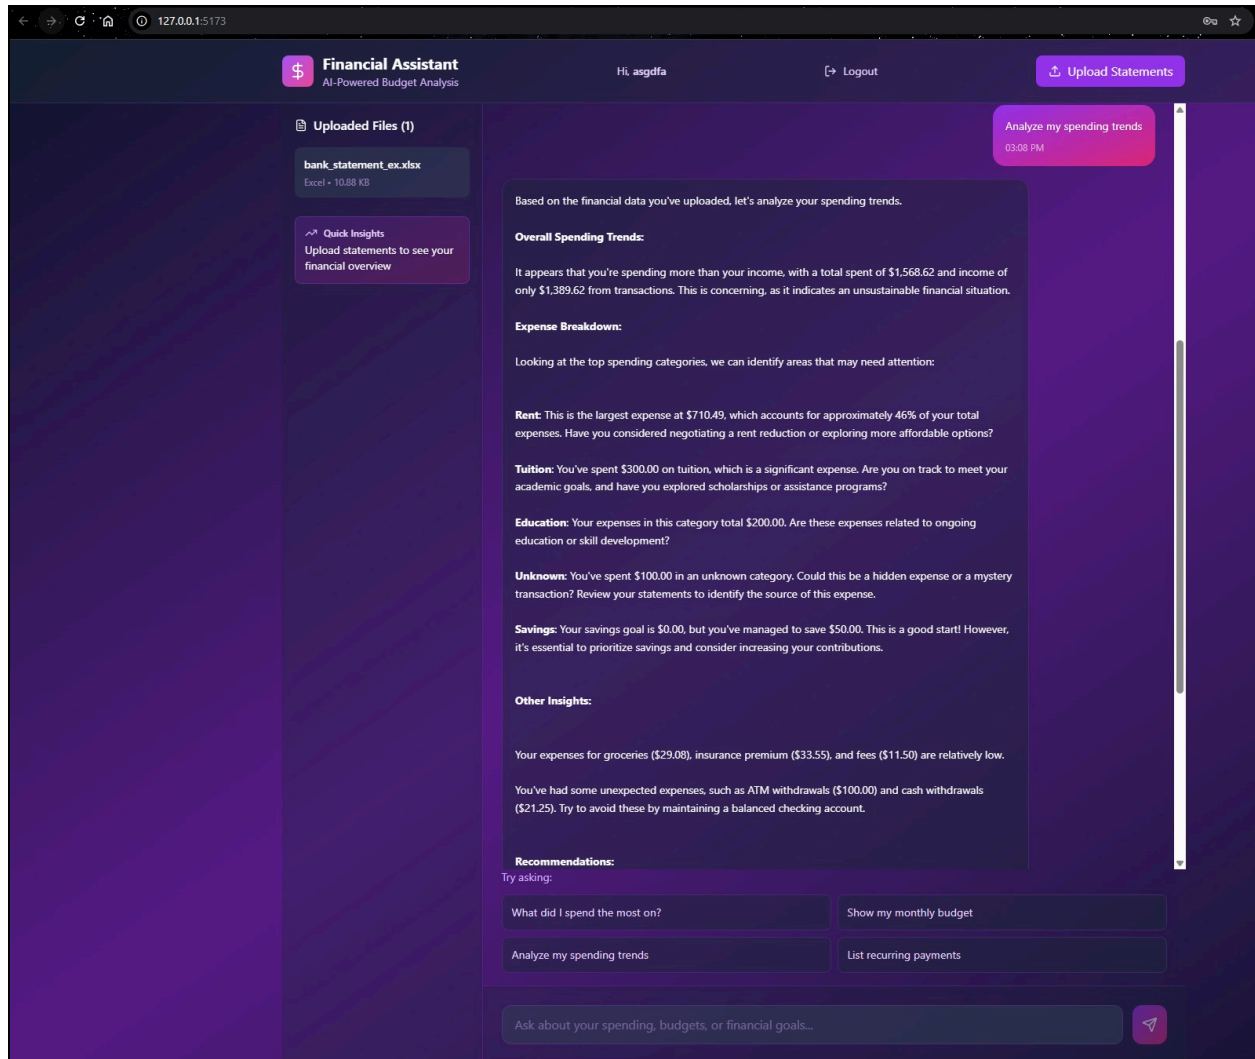 127.0.0.1:5173
Financial Assistant
AI-Powered Budget Analysis
Hi, asgdfa
Logout
Upload Statements
Uploaded Files (1)
bank_statement_ex.xlsx
Excel • 10.88 KB
Quick Insights
Upload statements to see your
financial overview
Analyze my spending trends
03:08 PM
Based on the financial data you've uploaded, let's analyze your spending trends.
Overall Spending Trends:
It appears that you're spending more than your income, with a total spent of $1,568.62 and income of
only $1,389.62 from transactions. This is concerning, as it indicates an unsustainable financial situation.
Expense Breakdown:
Looking at the top spending categories, we can identify areas that may need attention:
Rent: This is the largest expense at $710.49, which accounts for approximately 46% of your total
expenses. Have you considered negotiating a rent reduction or exploring more affordable options?
Tuition: You've spent $300.00 on tuition, which is a significant expense. Are you on track to meet your
academic goals, and have you explored scholarships or assistance programs?
Education: Your expenses in this category total $200.00. Are these expenses related to ongoing
education or skill development?
Unknown: You've spent $100.00 in an unknown category. Could this be a hidden expense or a mystery
transaction? Review your statements to identify the source of this expense.
Savings: Your savings goal is $0.00, but you've managed to save $50.00. This is a good start! However,
it's essential to prioritize savings and consider increasing your contributions.
Other Insights:
Your expenses for groceries ($29.08), insurance premium ($33.55), and fees ($11.50) are relatively low.
You've had some unexpected expenses, such as ATM withdrawals ($100.00) and cash withdrawals
($21.25). Try to avoid these by maintaining a balanced checking account.
Recommendations:
Try asking:
What did I spend the most on?
Show my monthly budget
Analyze my spending trends
List recurring payments
Ask about your spending, budgets, or financial goals...